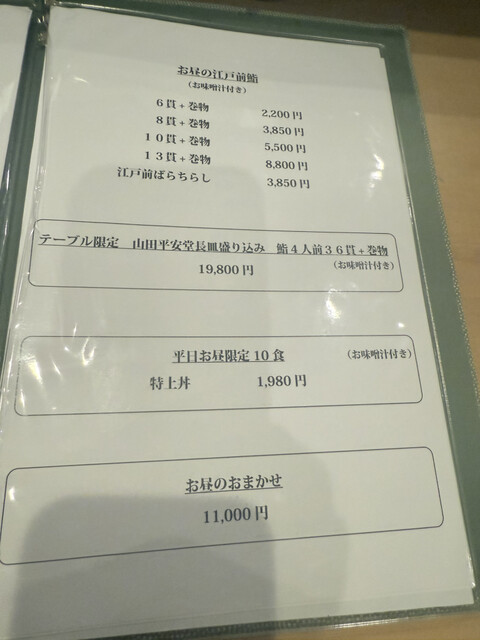 お昼の江戸前鮨
(お味噌汁付き)
6貫+巻物 2,200円
8貫+巻物 3,850円
10貫+巻物 5,500円
13貫+巻物 8,800円
江戸前ばらちらし 3,850円
テーブル限定 山田平安堂長皿盛り込み 鮨4人前36貫+巻物
19,800円 (お味噌汁付き)
平日お昼限定10食 (お味噌汁付き)
特上丼 1,980円
お昼のおまかせ
11,000円